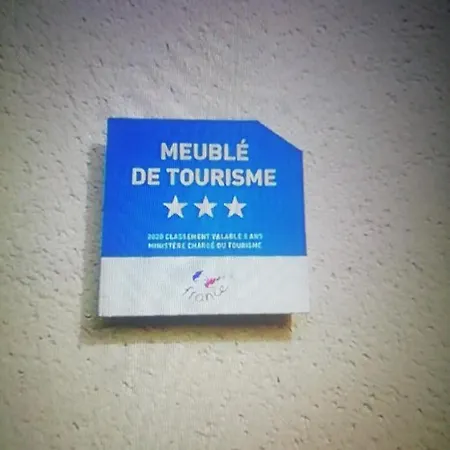 MEUBLÉ
DE TOURISME
2020 CLASSEMENT VALABLE 5 ANS
MINISTÈRE CHARGÉ DU TOURISME
france